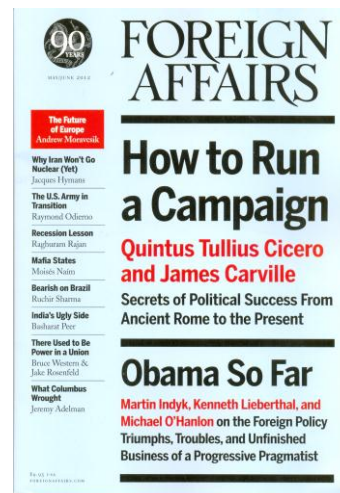 90
YEARS
MAY/JUNE 2012
FOREIGN
AFFAIRS
The Future
of Europe
Andrew Moravcsik
Why Iran Won't Go
Nuclear (Yet)
Jacques Hymans
The U.S. Army in
Transition
Raymond Odierno
Recession Lesson
Raghuram Rajan
Mafia States
Moisés Naím
Bearish on Brazil
Ruchir Sharma
India's Ugly Side
Basharat Peer
There Used to Be
Power in a Union
Bruce Western &
Jake Rosenfeld
What Columbus
Wrought
Jeremy Adelman
FOREIGNAFFAIRS.COM
How to Run
a Campaign
Quintus Tullius Cicero
and James Carville
Secrets of Political Success From
Ancient Rome to the Present
Obama So Far
Martin Indyk, Kenneth Lieberthal, and
Michael O'Hanlon on the Foreign Policy
Triumphs, Troubles, and Unfinished
Business of a Progressive Pragmatist